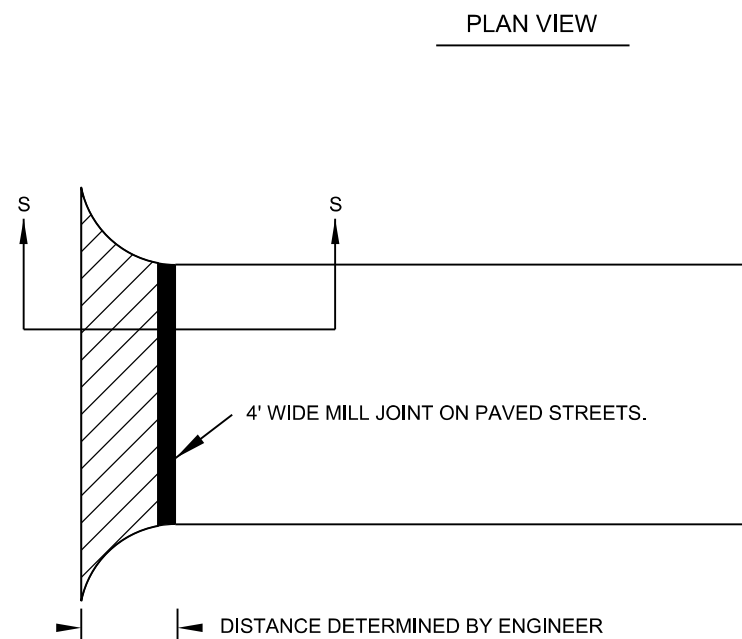 PLAN VIEW
S S
4' WIDE MILL JOINT ON PAVED STREETS.
DISTANCE DETERMINED BY ENGINEER